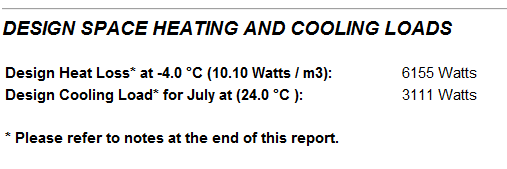 DESIGN SPACE HEATING AND COOLING LOADS
Design Heat Loss* at -4.0 °C (10.10 Watts / m3): 6155 Watts
Design Cooling Load* for July at (24.0 °C ): 3111 Watts
* Please refer to notes at the end of this report.